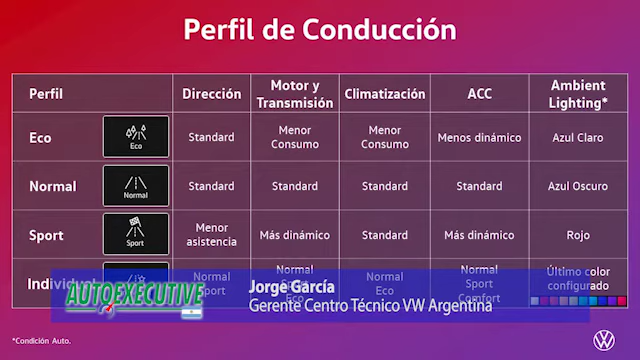 Perfil de Conducción
Perfil Dirección Motor y Transmisión Climatización ACC Ambient Lighting*
Eco Eco Standard Menor Consumo Menor Consumo Menos dinámico Azul Claro
Normal Normal Standard Standard Standard Standard Azul Oscuro
Sport Sport Menor asistencia Más dinámico Standard Más dinámico Rojo
Individual Normal Sport Normal Sport Eco Normal Eco Normal Sport Comfort Último color configurado
AUTOEXECUTIVE
Jorge García
Gerente Centro Técnico VW Argentina
*Condición Auto.